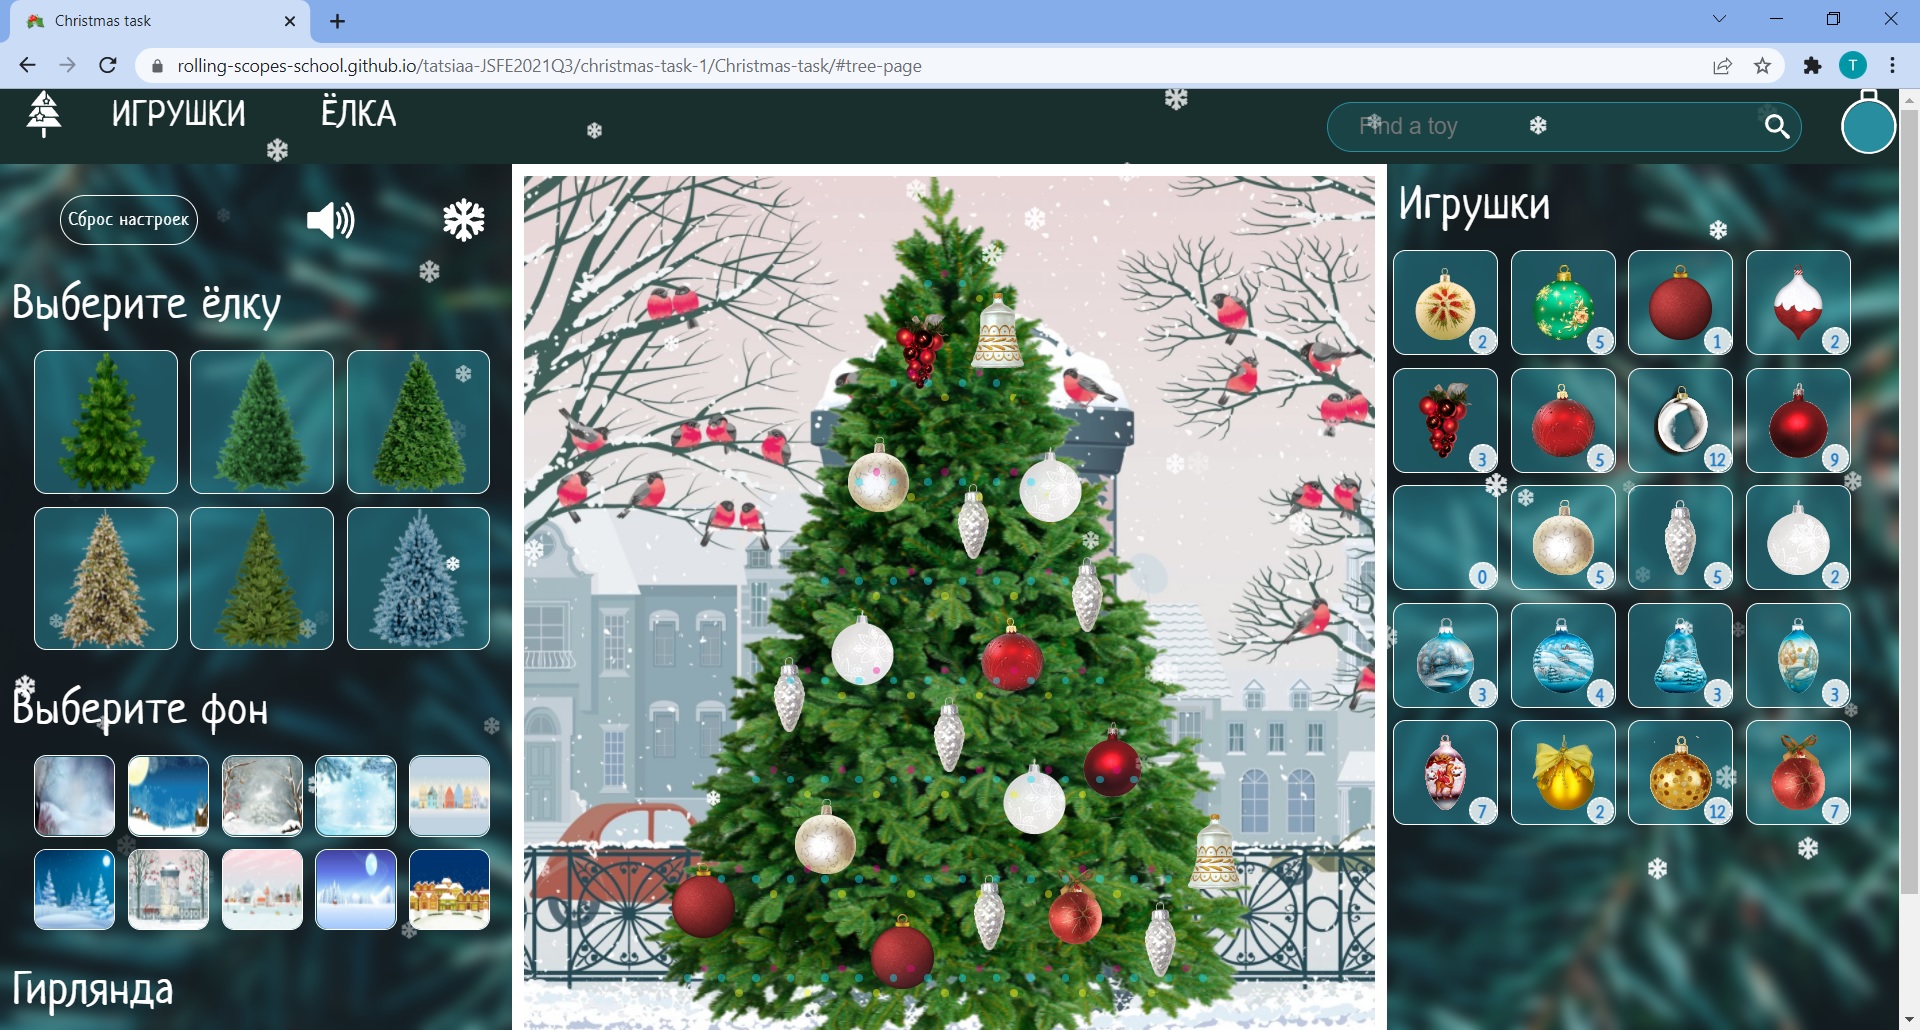 Christmas task
rolling-scopes-school.github.io/tatsiaa-JSFE2021Q3/christmas-task-1/Christmas-task/#tree-page
T
ИГРУШКИ
ЁЛКА
Find a toy
Сброс настроек
Выберите ёлку
Выберите фон
Гирлянда
Игрушки
2 5 1 2
3 5 12 9
0 5 5 2
3 4 3 3
7 2 12 7